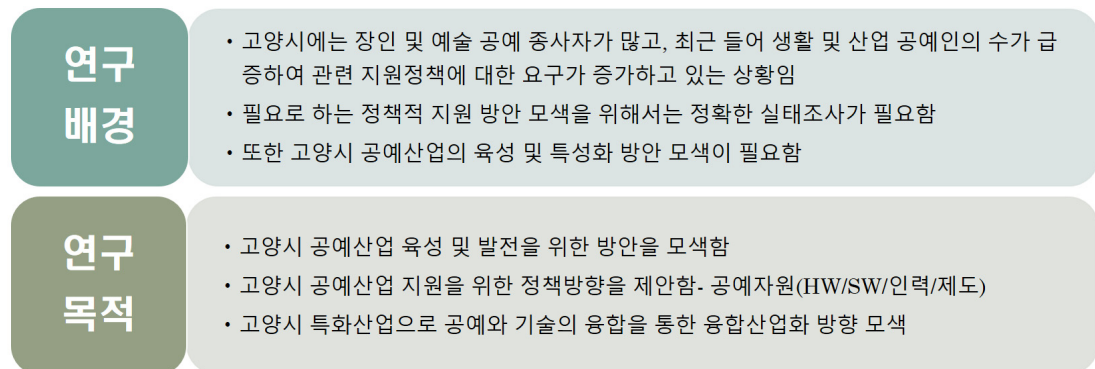 연구
배경
• 고양시에는 장인 및 예술 공예 종사자가 많고, 최근 들어 생활 및 산업 공예인의 수가 급
증하여 관련 지원정책에 대한 요구가 증가하고 있는 상황임
• 필요로 하는 정책적 지원 방안 모색을 위해서는 정확한 실태조사가 필요함
• 또한 고양시 공예산업의 육성 및 특성화 방안 모색이 필요함
연구
목적
• 고양시 공예산업 육성 및 발전을 위한 방안을 모색함
• 고양시 공예산업 지원을 위한 정책방향을 제안함- 공예자원(HW/SW/인력/제도)
• 고양시 특화산업으로 공예와 기술의 융합을 통한 융합산업화 방향 모색